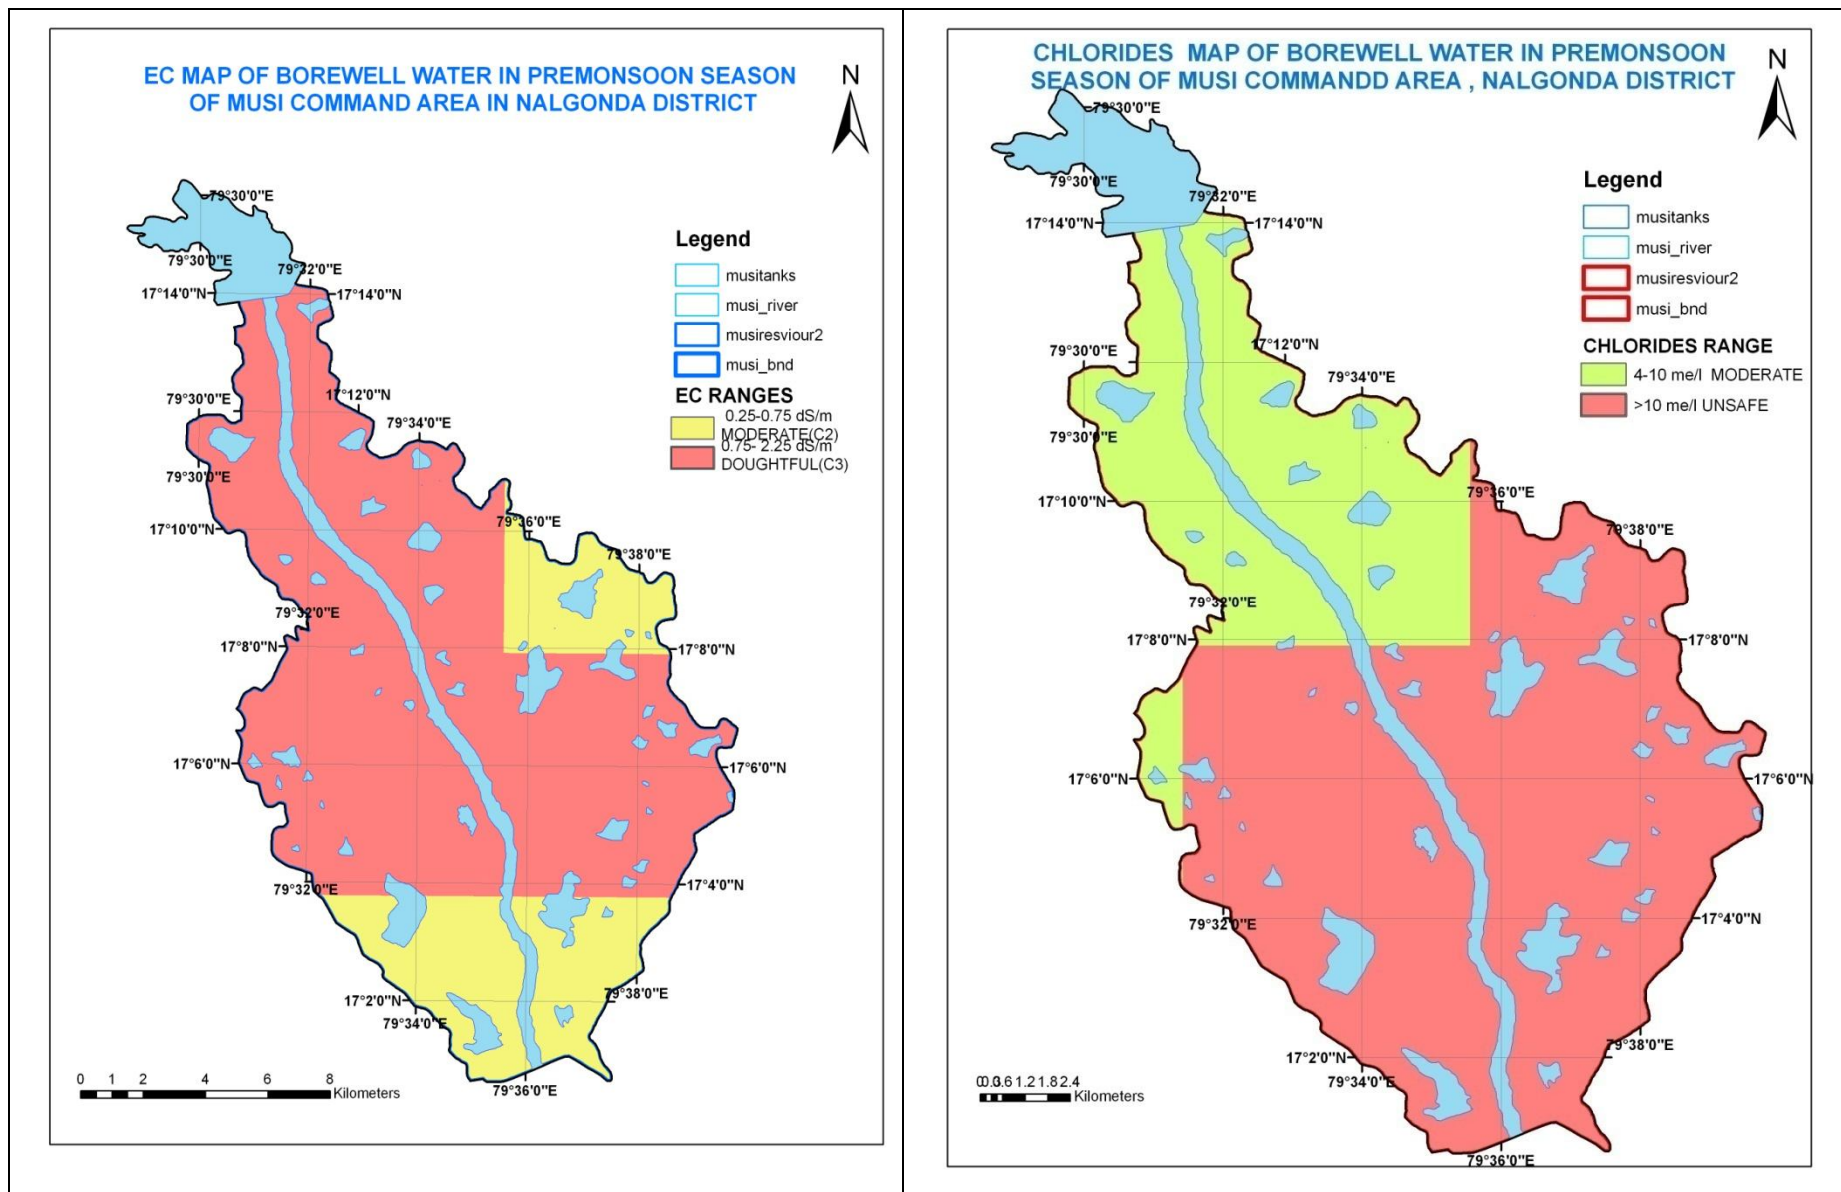 EC MAP OF BOREWELL WATER IN PREMONSOON SEASON
OF MUSI COMMAND AREA IN NALGONDA DISTRICT
N
79°30'0"E
79°30'0"E
79°32'0"E
17°14'0"N
17°14'0"N
79°30'0"E
17°12'0"N
79°34'0"E
79°30'0"E
17°10'0"N
79°36'0"E
79°38'0"E
79°32'0"E
17°8'0"N
17°8'0"N
17°6'0"N
17°6'0"N
79°32'0"E
17°4'0"N
17°2'0"N
79°38'0"E
79°34'0"E
79°36'0"E
Legend
musitanks
musi_river
musiresviour2
musi_bnd
EC RANGES
0.25-0.75 dS/m
MODERATE(C2)
0.75- 2.25 dS/m
DOUGHTFUL(C3)
0 1 2 4 6 8
Kilometers
CHLORIDES MAP OF BOREWELL WATER IN PREMONSOON
SEASON OF MUSI COMMANDD AREA , NALGONDA DISTRICT
N
79°30'0"E
79°30'0"E
79°32'0"E
17°14'0"N
17°14'0"N
79°30'0"E
17°12'0"N
79°34'0"E
79°30'0"E
17°10'0"N
79°36'0"E
79°38'0"E
79°32'0"E
17°8'0"N
17°8'0"N
17°6'0"N
17°6'0"N
79°32'0"E
17°4'0"N
17°2'0"N
79°38'0"E
79°34'0"E
79°36'0"E
Legend
musitanks
musi_river
musiresviour2
musi_bnd
CHLORIDES RANGE
4-10 me/l MODERATE
>10 me/l UNSAFE
0 0.3 0.6 1.2 1.8 2.4
Kilometers